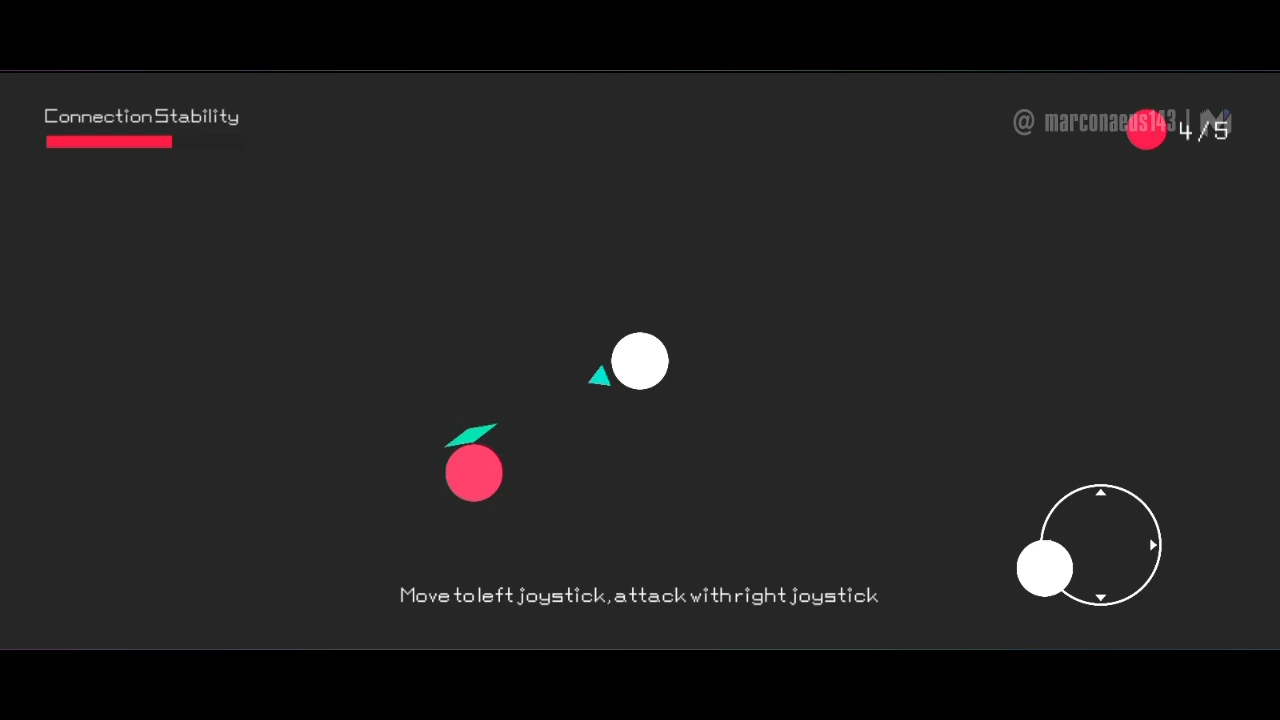 Connection Stability
@ marconaeus143 |
4/5
Move to left joystick, attack with right joystick